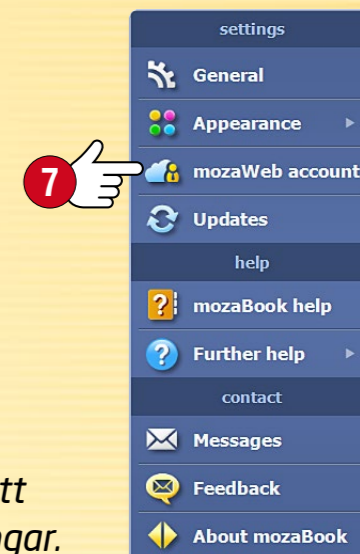 settings
General
Appearance
7
mozaWeb account
Updates
help
mozaBook help
Further help
contact
Messages
Feedback
About mozaBook